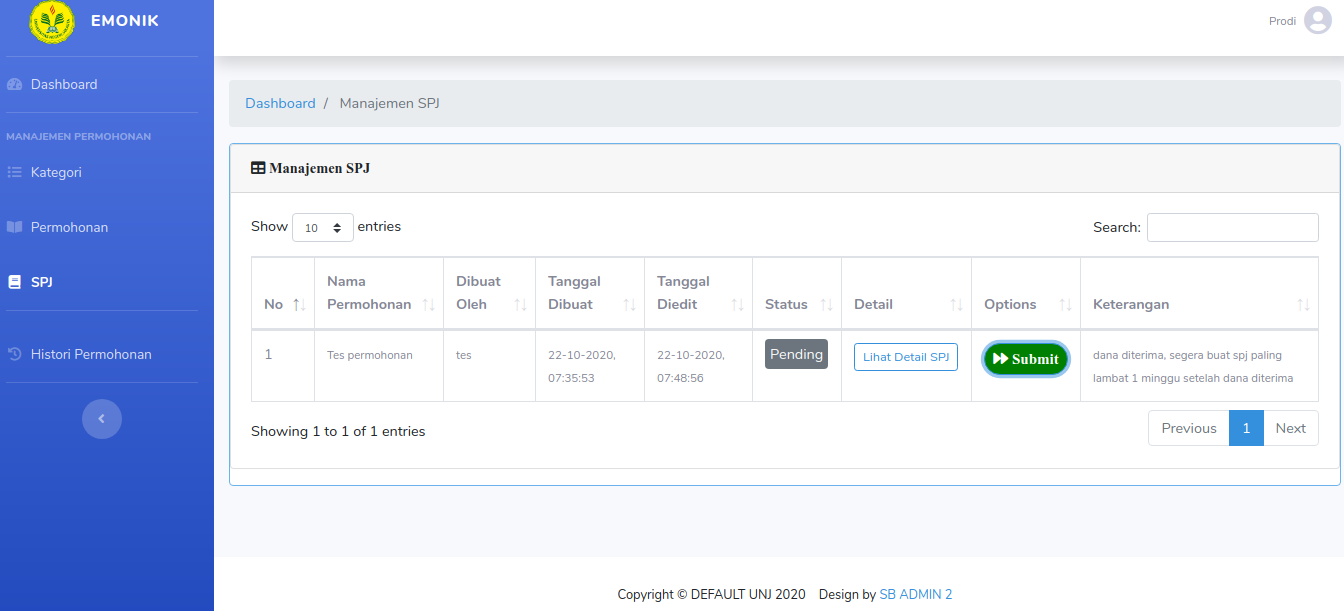 EMONIK
Prodi
Dashboard
Dashboard / Manajemen SPJ
MANAJEMEN PERMOHONAN
Kategori
Permohonan
SPJ
Histori Permohonan
Manajemen SPJ
Show 10 entries
Search:
No
Nama
Permohonan
Dibuat
Oleh
Tanggal
Dibuat
Tanggal
Diedit
Status
Detail
Options
Keterangan
1
Tes permohonan
tes
22-10-2020,
07:35:53
22-10-2020,
07:48:56
Pending
Lihat Detail SPJ
Submit
dana diterima, segera buat spj paling
lambat 1 minggu setelah dana diterima
Showing 1 to 1 of 1 entries
Previous 1 Next
Copyright © DEFAULT UNJ 2020 Design by SB ADMIN 2